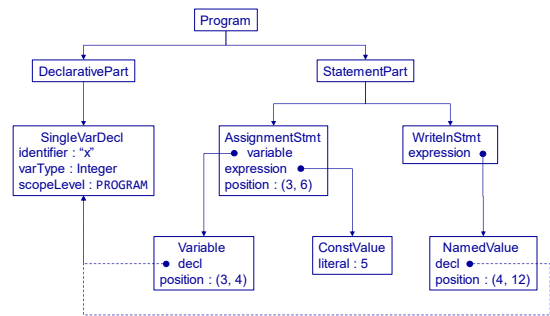 Program
DeclarativePart
StatementPart
SingleVarDecl
identifier : “x”
varType : Integer
scopeLevel : PROGRAM
AssignmentStmt
variable
expression
position : (3, 6)
WritelnStmt
expression
Variable
decl
position : (3, 4)
ConstValue
literal : 5
NamedValue
decl
position : (4, 12)